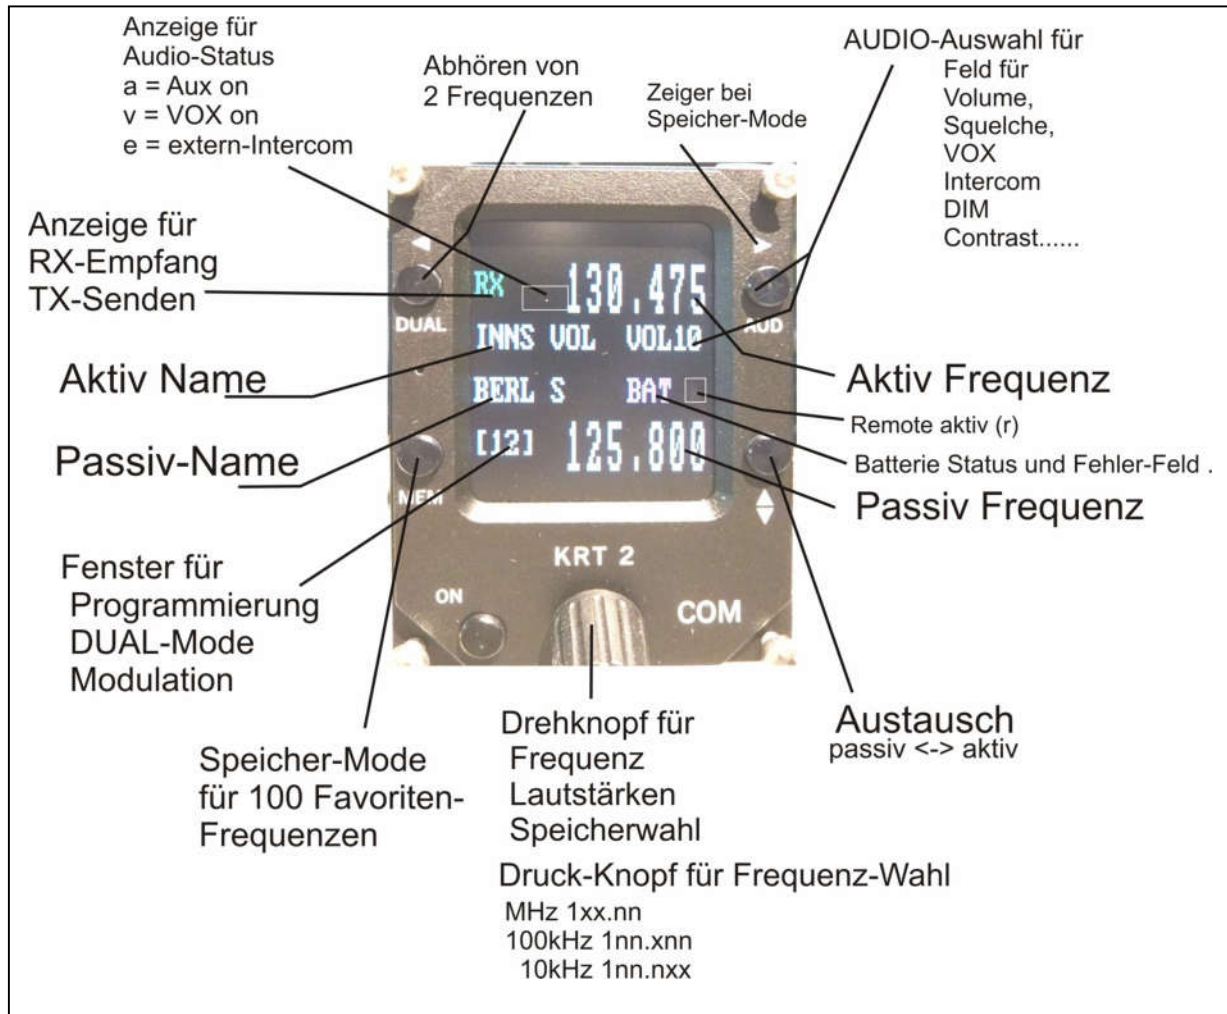 Anzeige für
Audio-Status
a = Aux on
v = VOX on
e = extern-Intercom
Abhören von
2 Frequenzen
Zeiger bei
Speicher-Mode
AUDIO-Auswahl für
Feld für
Volume,
Squelche,
VOX
Intercom
DIM
Contrast......
Anzeige für
RX-Empfang
TX-Senden
Aktiv Name
Passiv-Name
RX 130.475
DUAL
AUD
INNS VOL VOL10
BERL S BAT
[12] 125.800
MEM
KRT 2
ON
COM
Aktiv Frequenz
Remote aktiv (r)
Batterie Status und Fehler-Feld .
Passiv Frequenz
Fenster für
Programmierung
DUAL-Mode
Modulation
Speicher-Mode
für 100 Favoriten-
Frequenzen
Drehknopf für
Frequenz
Lautstärken
Speicherwahl
Austausch
passiv <-> aktiv
Druck-Knopf für Frequenz-Wahl
MHz 1xx.nn
100kHz 1nn.xnn
10kHz 1nn.nxx